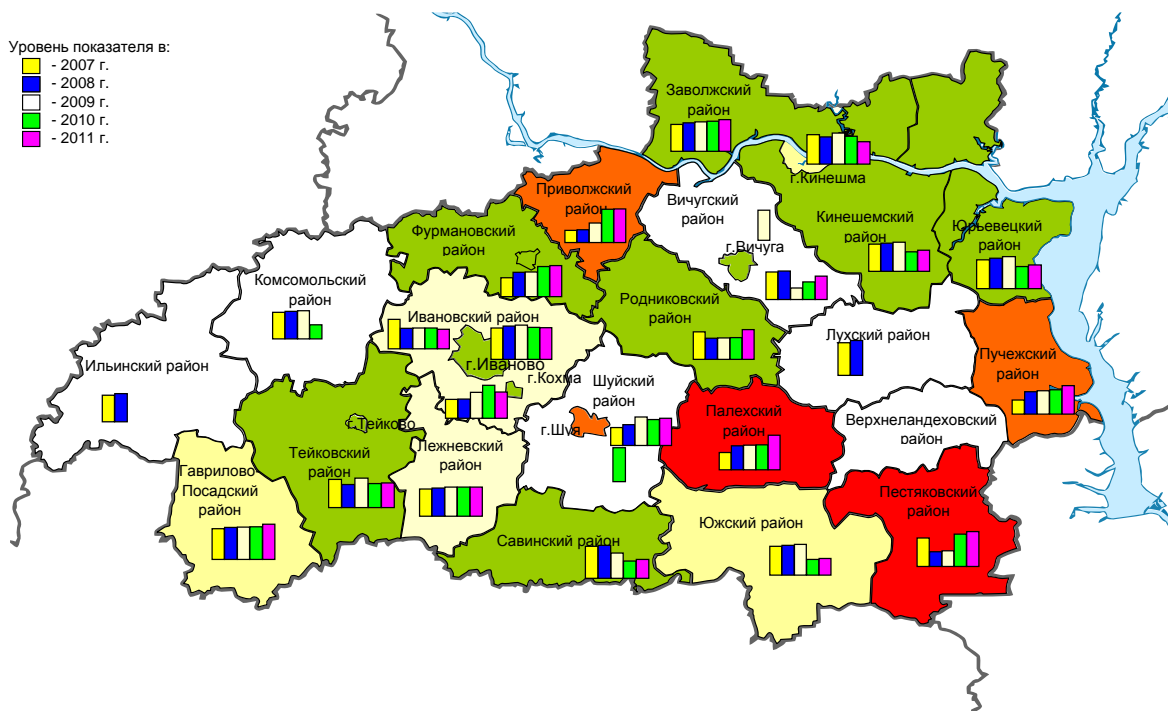 Уровень показателя в:
- 2007 г.
- 2008 г.
- 2009 г.
- 2010 г.
- 2011 г.
Заволжский
район
г.Кинешма
Приволжский
район
Вичугский
район
Кинешемский
район
Юрьевецкий
район
Фурмановский
район
г.Вичуга
Комсомольский
район
Родниковский
район
Ивановский район
Лухский район
Ильинский район
г.Иваново
Пучежский
район
г.Кохма
Шуйский
район
Палехский
район
Верхнеландеховский
район
г.Тейково
г.Шуя
Лежневский
район
Тейковский
район
Гаврилово-
Посадский
район
Пестяковский
район
Южский район
Савинский район